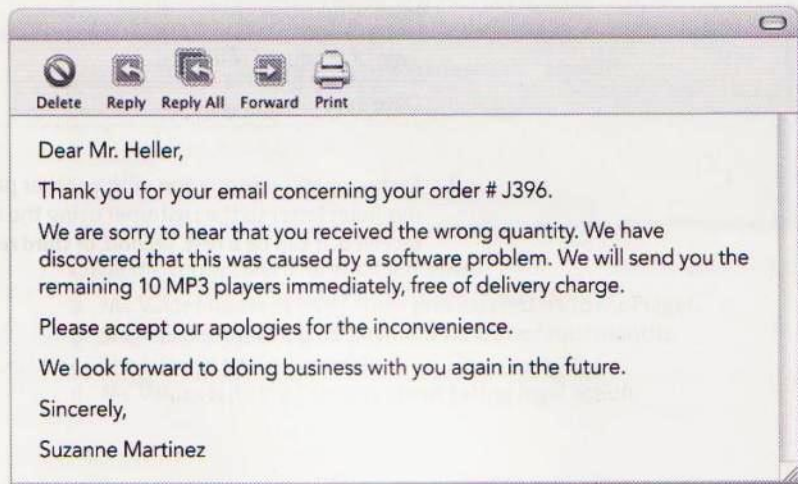 Delete Reply Reply All Forward Print
Dear Mr. Heller,
Thank you for your email concerning your order # J396.
We are sorry to hear that you received the wrong quantity. We have
discovered that this was caused by a software problem. We will send you the
remaining 10 MP3 players immediately, free of delivery charge.
Please accept our apologies for the inconvenience.
We look forward to doing business with you again in the future.
Sincerely,
Suzanne Martinez